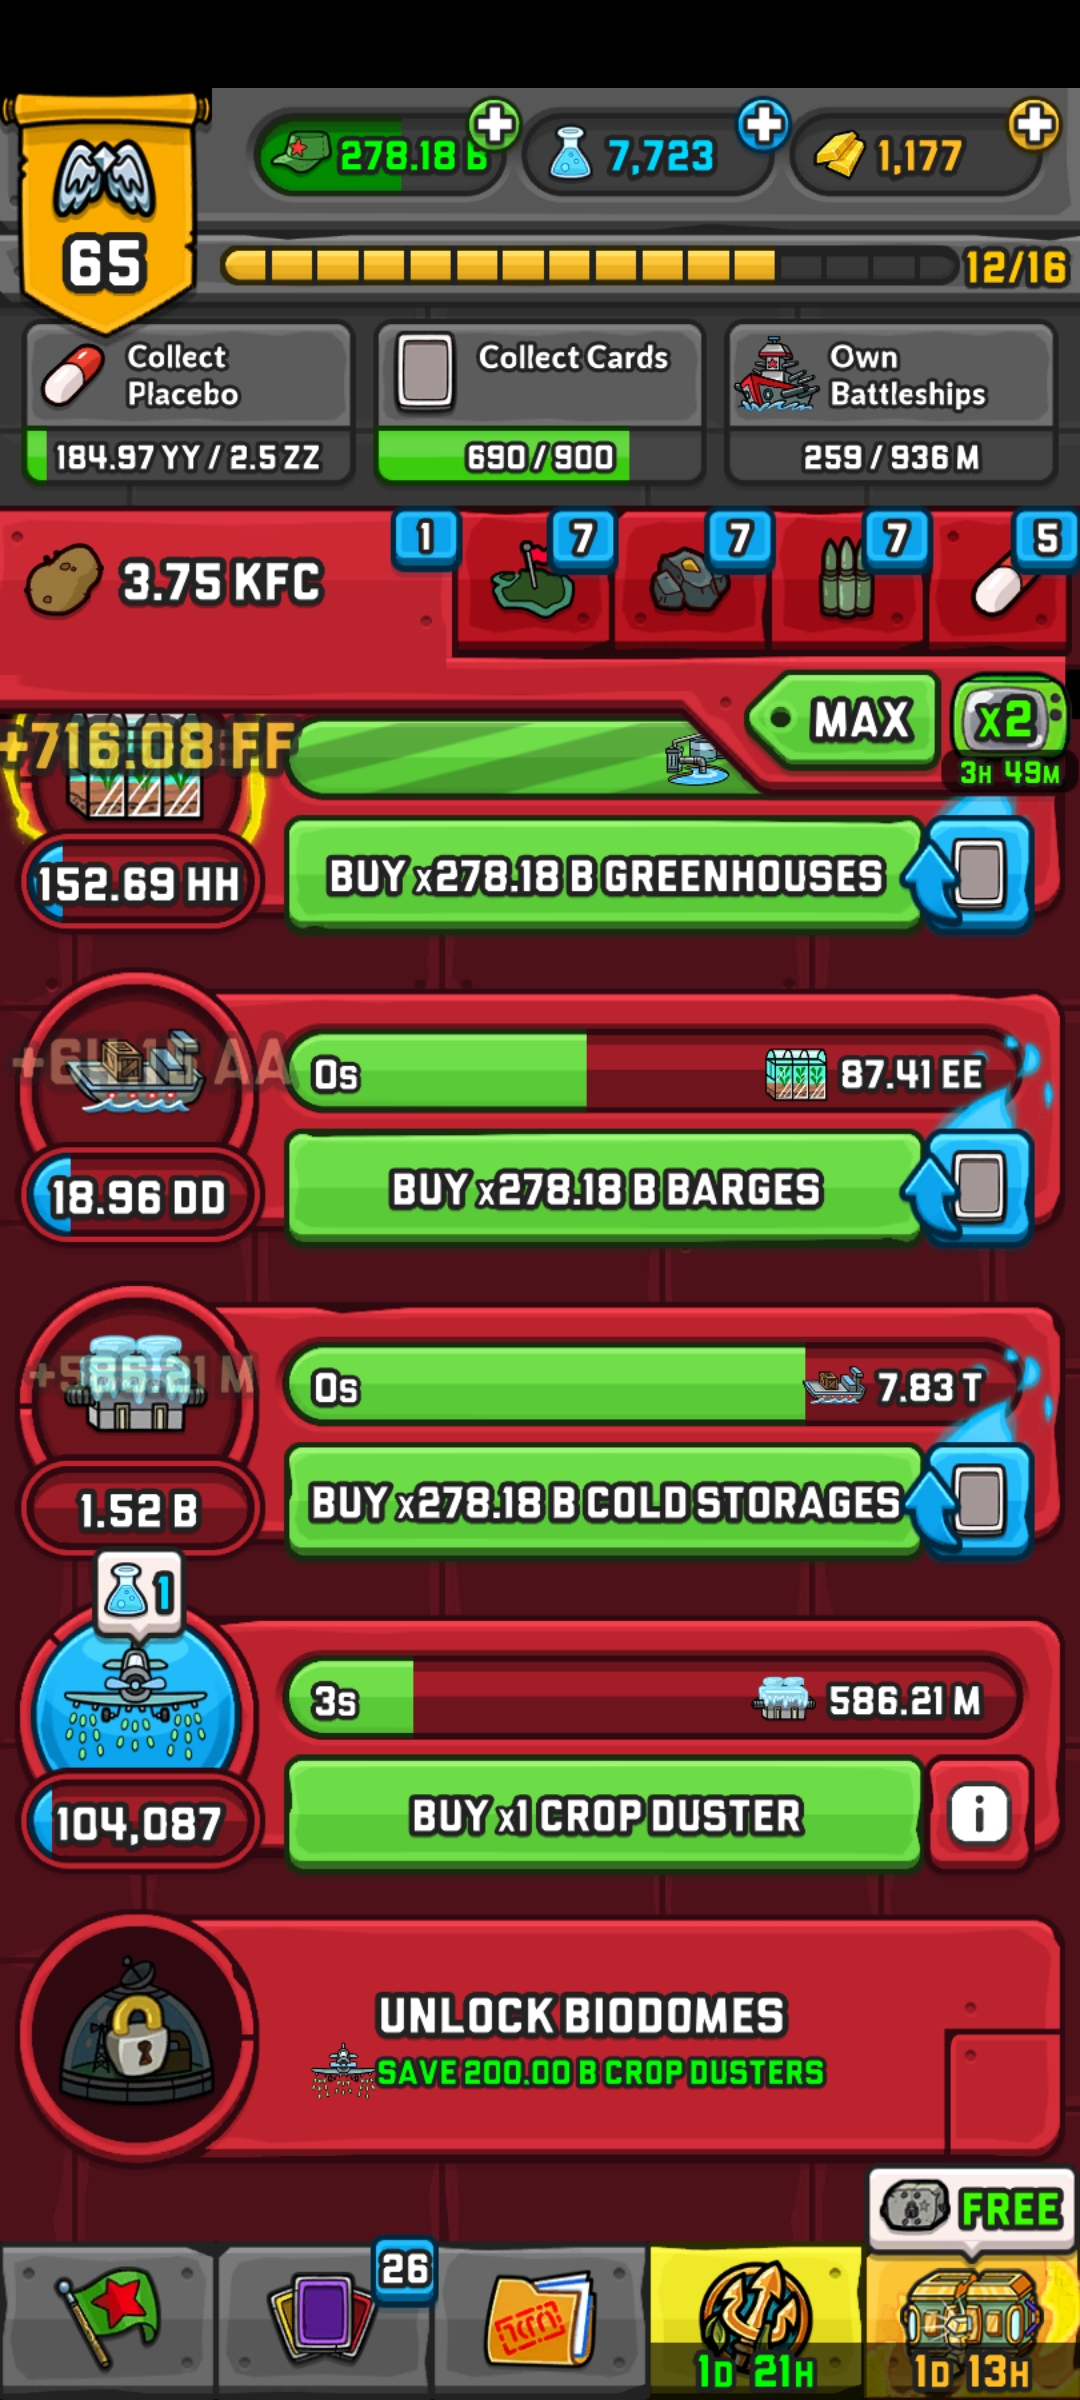 278.18 B
7,723
1,177
65
12/16
Collect
Placebo
184.97 YY / 2.5 ZZ
Collect Cards
690 / 900
Own
Battleships
259 / 936 M
3.75 KFC
1
7
7
7
5
MAX
x2
3H 49M
+716.08 FF
152.69 HH
BUY x278.18 B GREENHOUSES
0s
87.41 EE
18.96 DD
BUY x278.18 B BARGES
+586.21 M
0s
7.83 T
1.52 B
BUY x278.18 B COLD STORAGES
1
3s
586.21 M
104,087
BUY x1 CROP DUSTER
i
UNLOCK BIODOMES
SAVE 200.00 B CROP DUSTERS
FREE
26
1D 21H
1D 13H